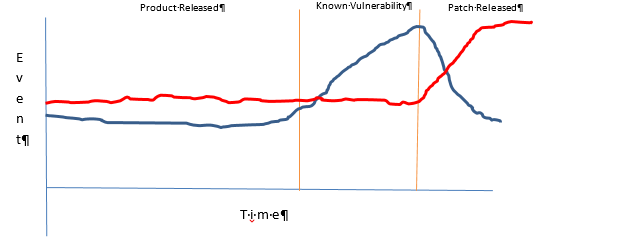 Product·Released¶
Known·Vulnerability¶
Patch·Released¶
E
v
e
n
t¶
T·i·m·e¶